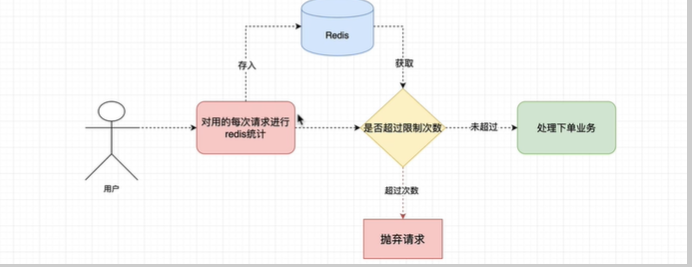 Redis
存入
获取
对用的每次请求进行
redis统计
是否超过限制次数
未超过
处理下单业务
用户
超过次数
抛弃请求